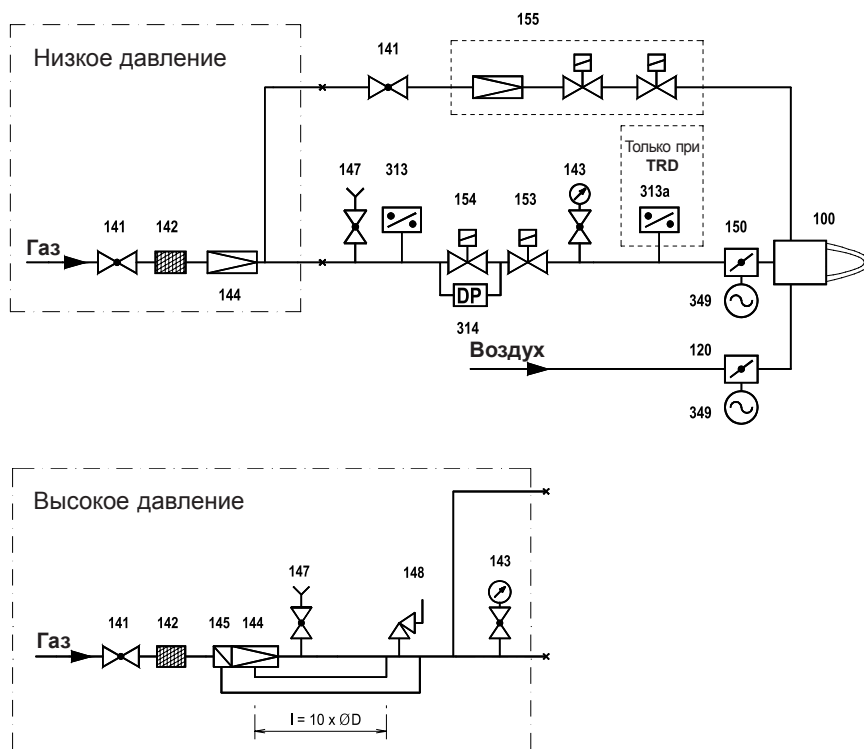 155
Низкое давление
141
Только при
TRD
147
313
154
153
143
313a
150
100
Газ
141
142
144
DP
314
349
Воздух
120
349
Высокое давление
147
148
143
Газ
141
142
145
144
l = 10 x ØD